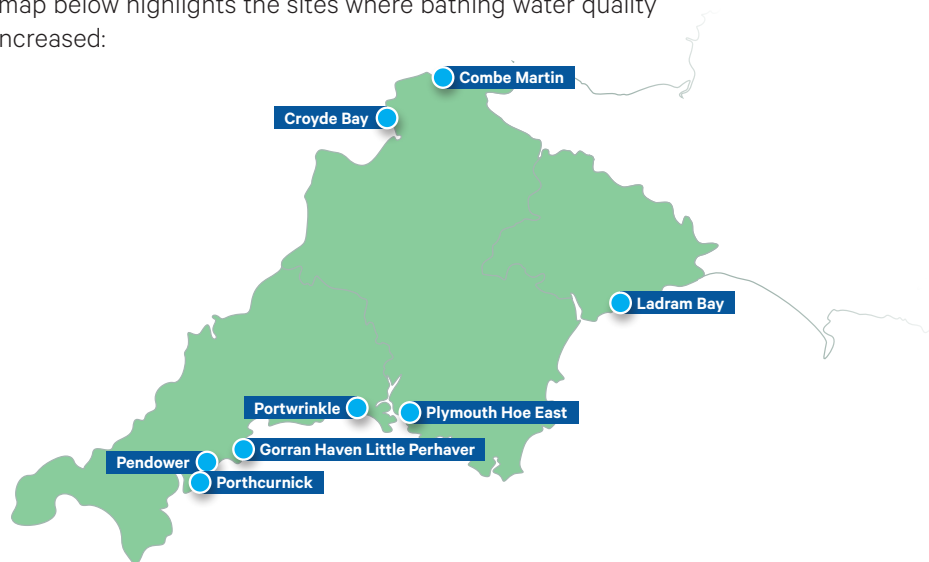 map below highlights the sites where bathing water quality
ncreased:
Combe Martin
Croyde Bay
Ladram Bay
Portwrinkle
Plymouth Hoe East
Gorran Haven Little Perhaver
Pendower
Porthcurnick